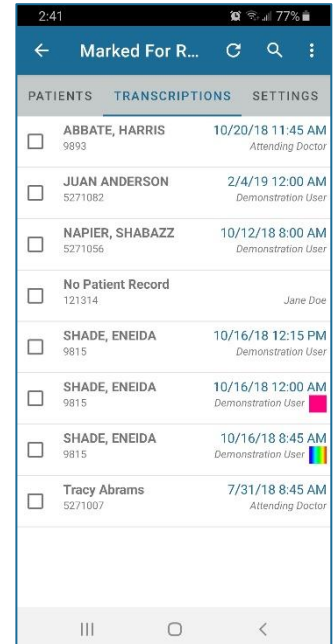 2:41 77%
Marked For R...
PATIENTS TRANSCRIPTIONS SETTINGS
ABBATE, HARRIS 10/20/18 11:45 AM
9893 Attending Doctor
JUAN ANDERSON 2/4/19 12:00 AM
5271082 Demonstration User
NAPIER, SHABAZZ 10/12/18 8:00 AM
5271056 Demonstration User
No Patient Record
121314 Jane Doe
SHADE, ENEIDA 10/16/18 12:15 PM
9815 Demonstration User
SHADE, ENEIDA 10/16/18 12:00 AM
9815 Demonstration User
SHADE, ENEIDA 10/16/18 8:45 AM
9815 Demonstration User
Tracy Abrams 7/31/18 8:45 AM
5271007 Attending Doctor